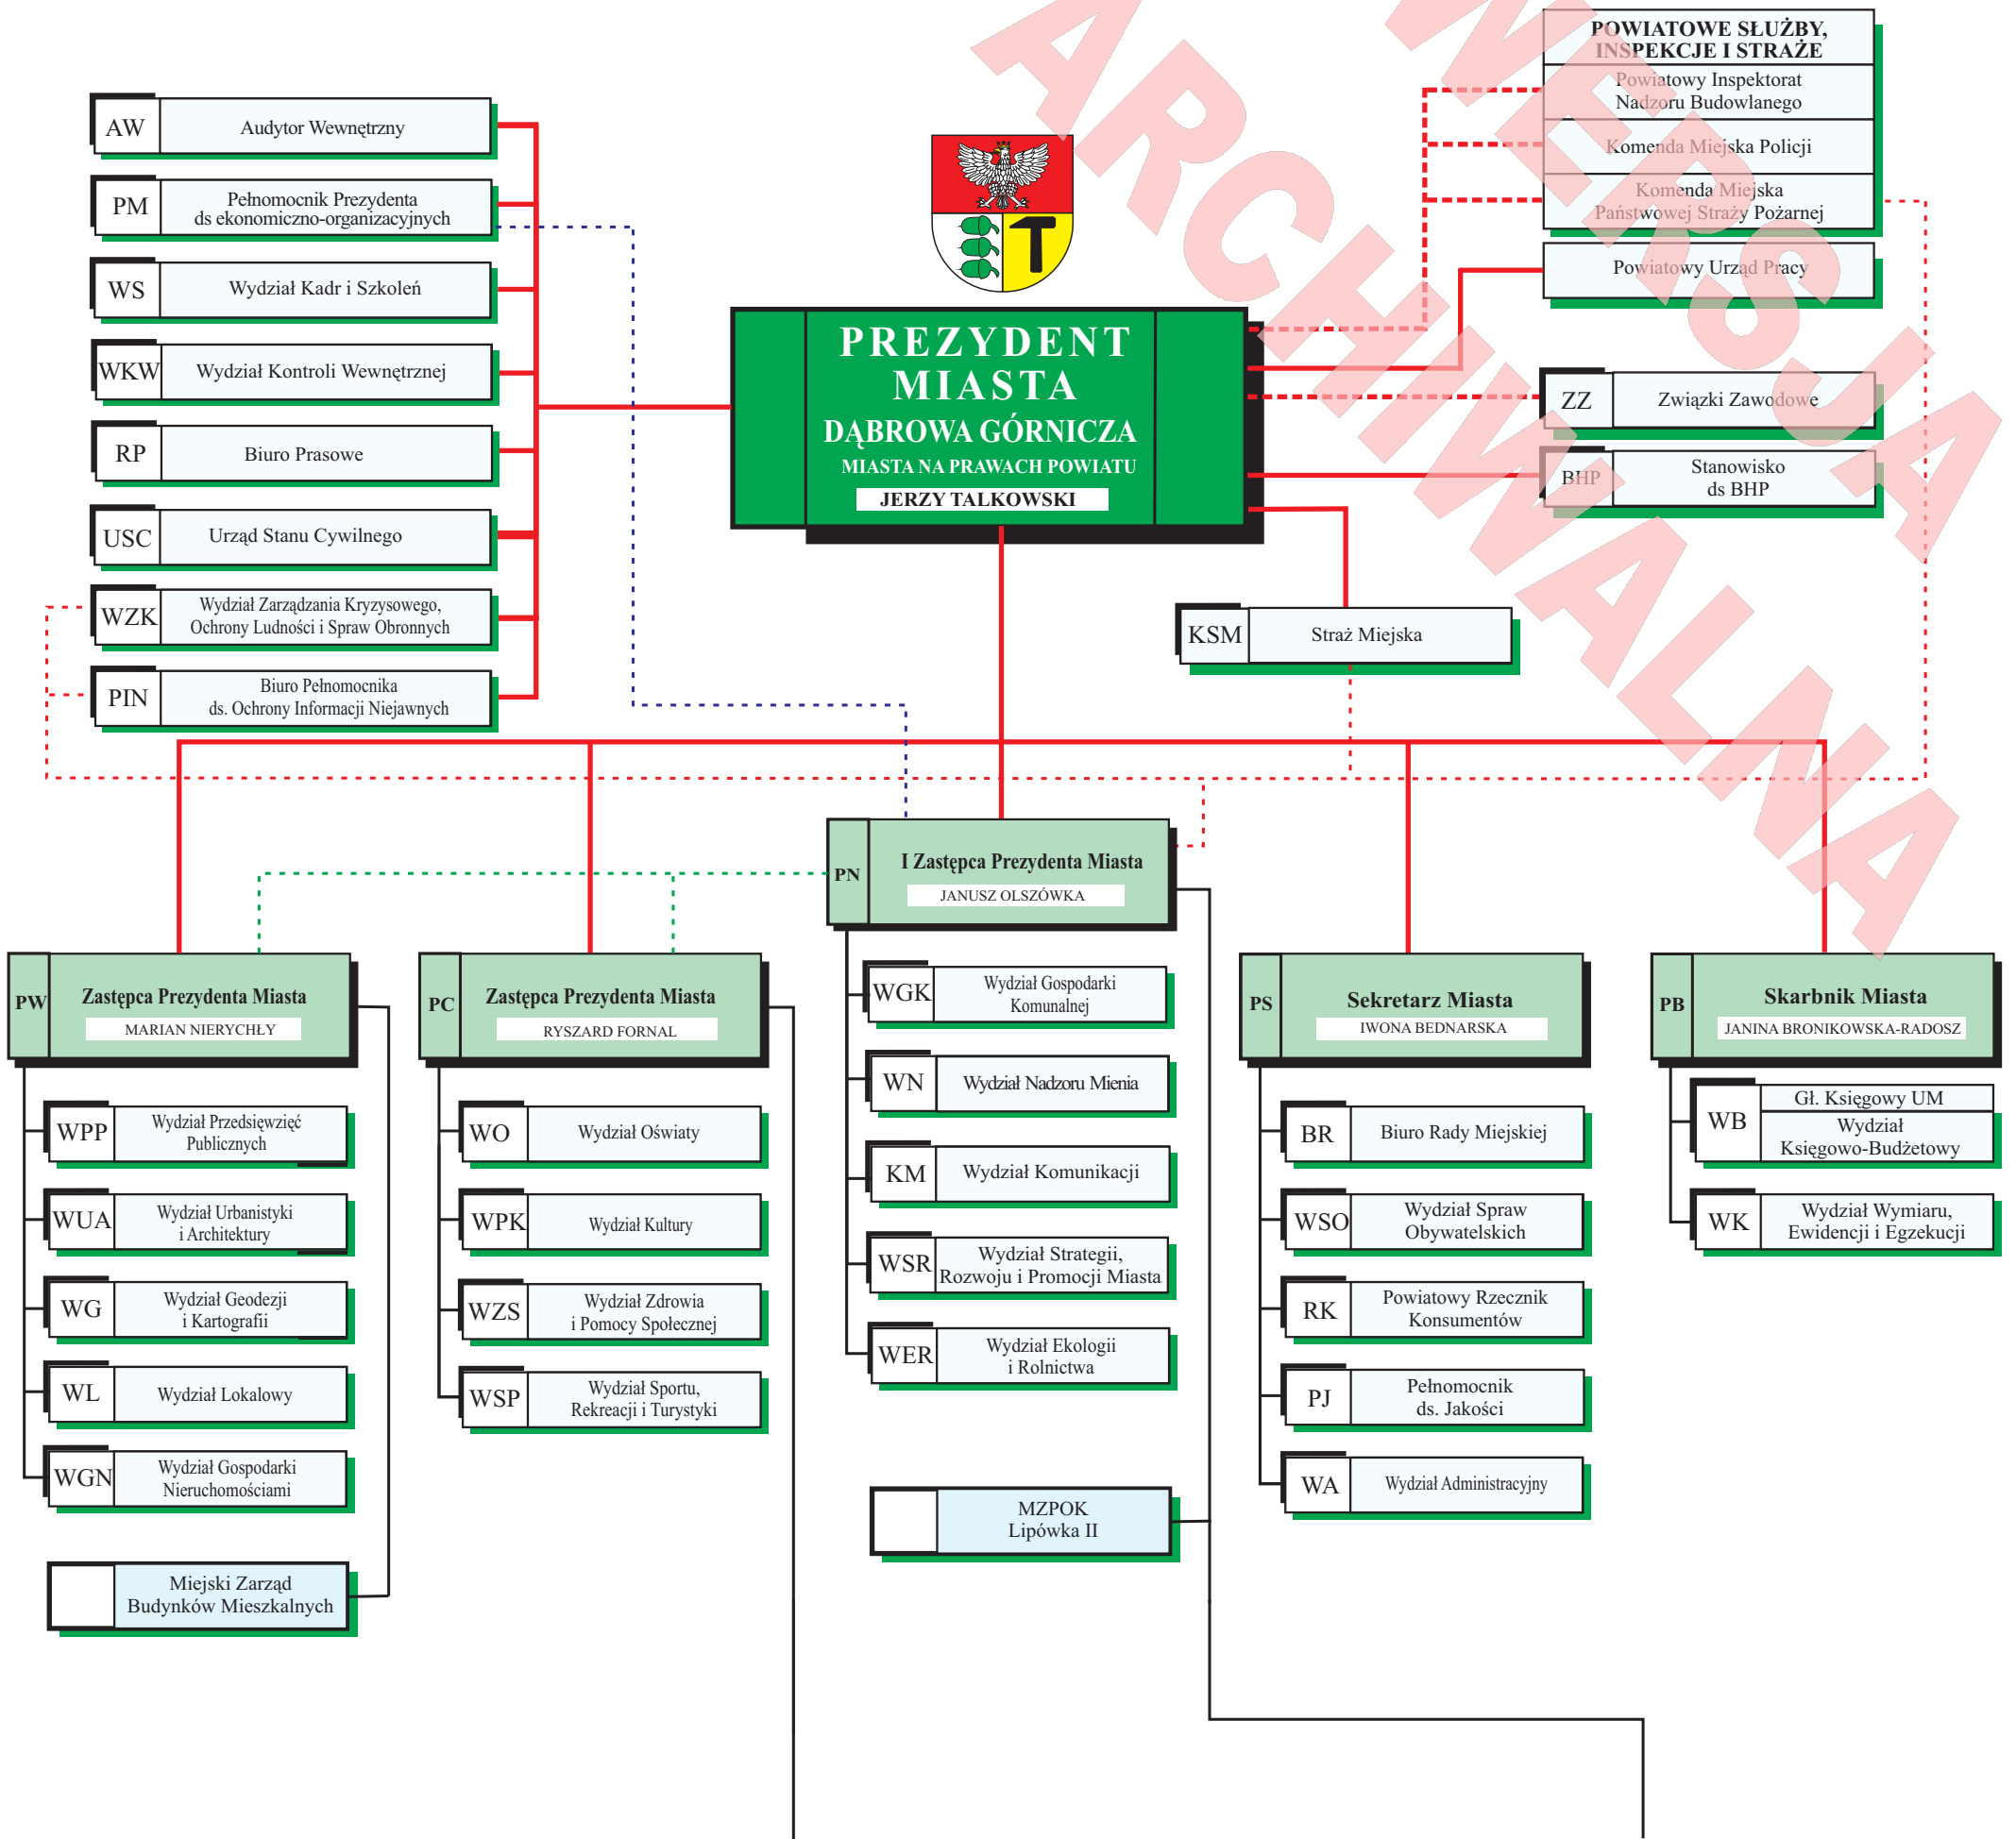 WERSJA
ARCHIWALNA
POWIATOWE SŁUŻBY,
INSPEKCJE I STRAŻE
Powiatowy Inspektorat
Nadzoru Budowlanego
Komenda Miejska Policji
Komenda Miejska
Państwowej Straży Pożarnej
Powiatowy Urząd Pracy
ZZ
Związki Zawodowe
BHP
Stanowisko
ds BHP
AW
Audytor Wewnętrzny
PM
Pełnomocnik Prezydenta
ds ekonomiczno-organizacyjnych
WS
Wydział Kadr i Szkoleń
WKW
Wydział Kontroli Wewnętrznej
RP
Biuro Prasowe
USC
Urząd Stanu Cywilnego
WZK
Wydział Zarządzania Kryzysowego,
Ochrony Ludności i Spraw Obronnych
PIN
Biuro Pełnomocnika
ds. Ochrony Informacji Niejawnych
PREZYDENT
MIASTA
DĄBROWA GÓRNICZA
MIASTA NA PRAWACH POWIATU
JERZY TALKOWSKI
KSM
Straż Miejska
PN
I Zastępca Prezydenta Miasta
JANUSZ OLSZÓWKA
WGK
Wydział Gospodarki
Komunalnej
WN
Wydział Nadzoru Mienia
KM
Wydział Komunikacji
WSR
Wydział Strategii,
Rozwoju i Promocji Miasta
WER
Wydział Ekologii
i Rolnictwa
MZPOK
Lipówka II
PW
Zastępca Prezydenta Miasta
MARIAN NIERYCHŁY
WPP
Wydział Przedsięwzięć
Publicznych
WUA
Wydział Urbanistyki
i Architektury
WG
Wydział Geodezji
i Kartografii
WL
Wydział Lokalowy
WGN
Wydział Gospodarki
Nieruchomościami
Miejski Zarząd
Budynków Mieszkalnych
PC
Zastępca Prezydenta Miasta
RYSZARD FORNAL
WO
Wydział Oświaty
WPK
Wydział Kultury
WZS
Wydział Zdrowia
i Pomocy Społecznej
WSP
Wydział Sportu,
Rekreacji i Turystyki
PS
Sekretarz Miasta
IWONA BEDNARSKA
BR
Biuro Rady Miejskiej
WSO
Wydział Spraw
Obywatelskich
RK
Powiatowy Rzecznik
Konsumentów
PJ
Pełnomocnik
ds. Jakości
WA
Wydział Administracyjny
PB
Skarbnik Miasta
JANINA BRONIKOWSKA-RADOSZ
WB
Gł. Księgowy UM
Wydział
Księgowo-Budżetowy
WK
Wydział Wymiaru,
Ewidencji i Egzekucji